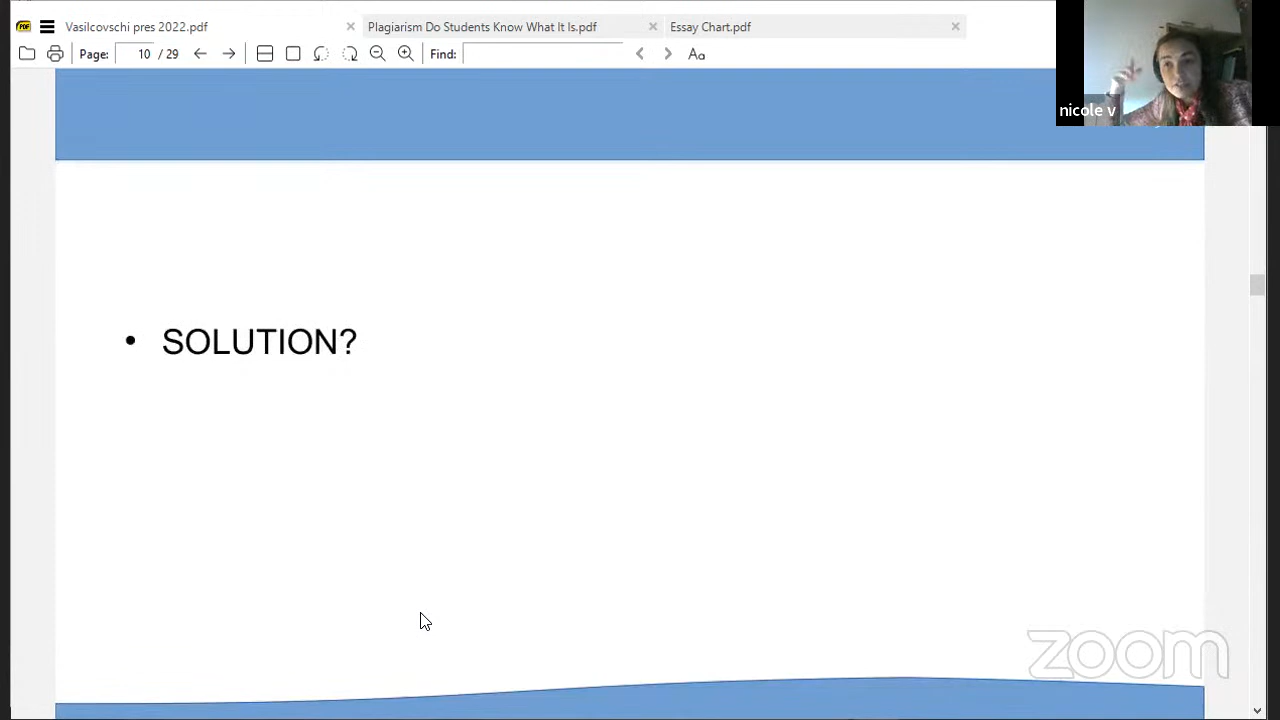 PDF
Vasilcovschi pres 2022.pdf
Plagiarism Do Students Know What It Is.pdf
Essay Chart.pdf
Page: 10 / 29
Find:
Aa
nicole v
• SOLUTION?
zoom